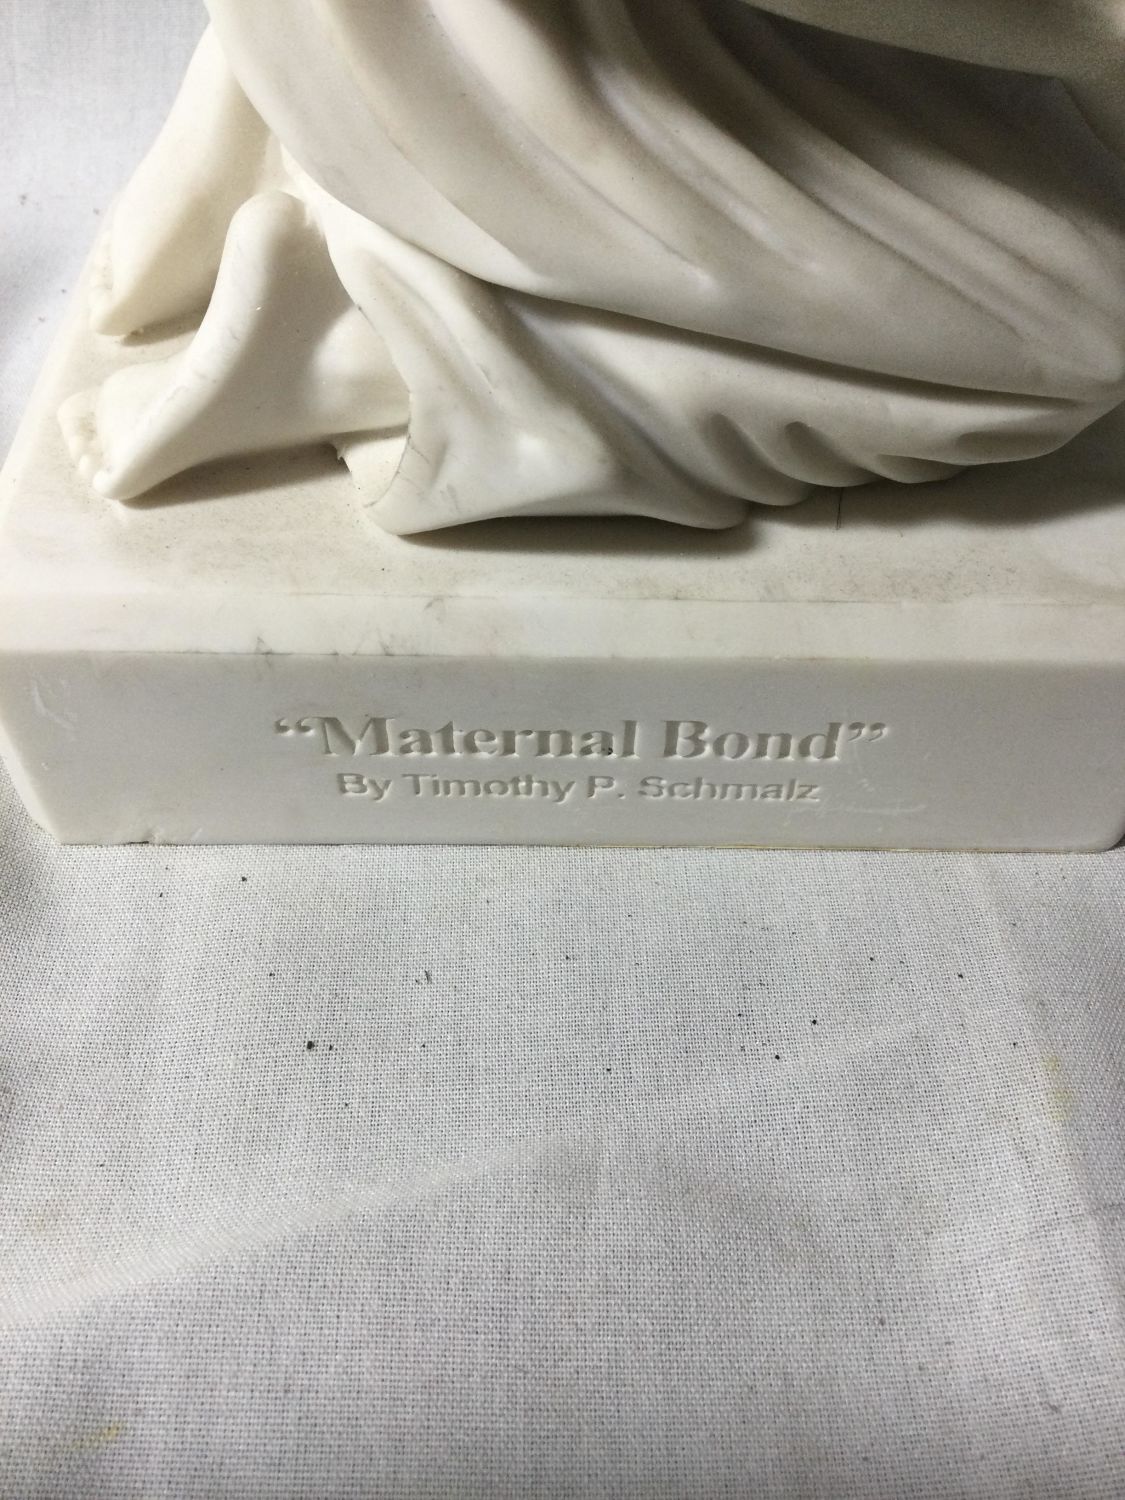 “Maternal Bond”
By Timothy P. Schmalz